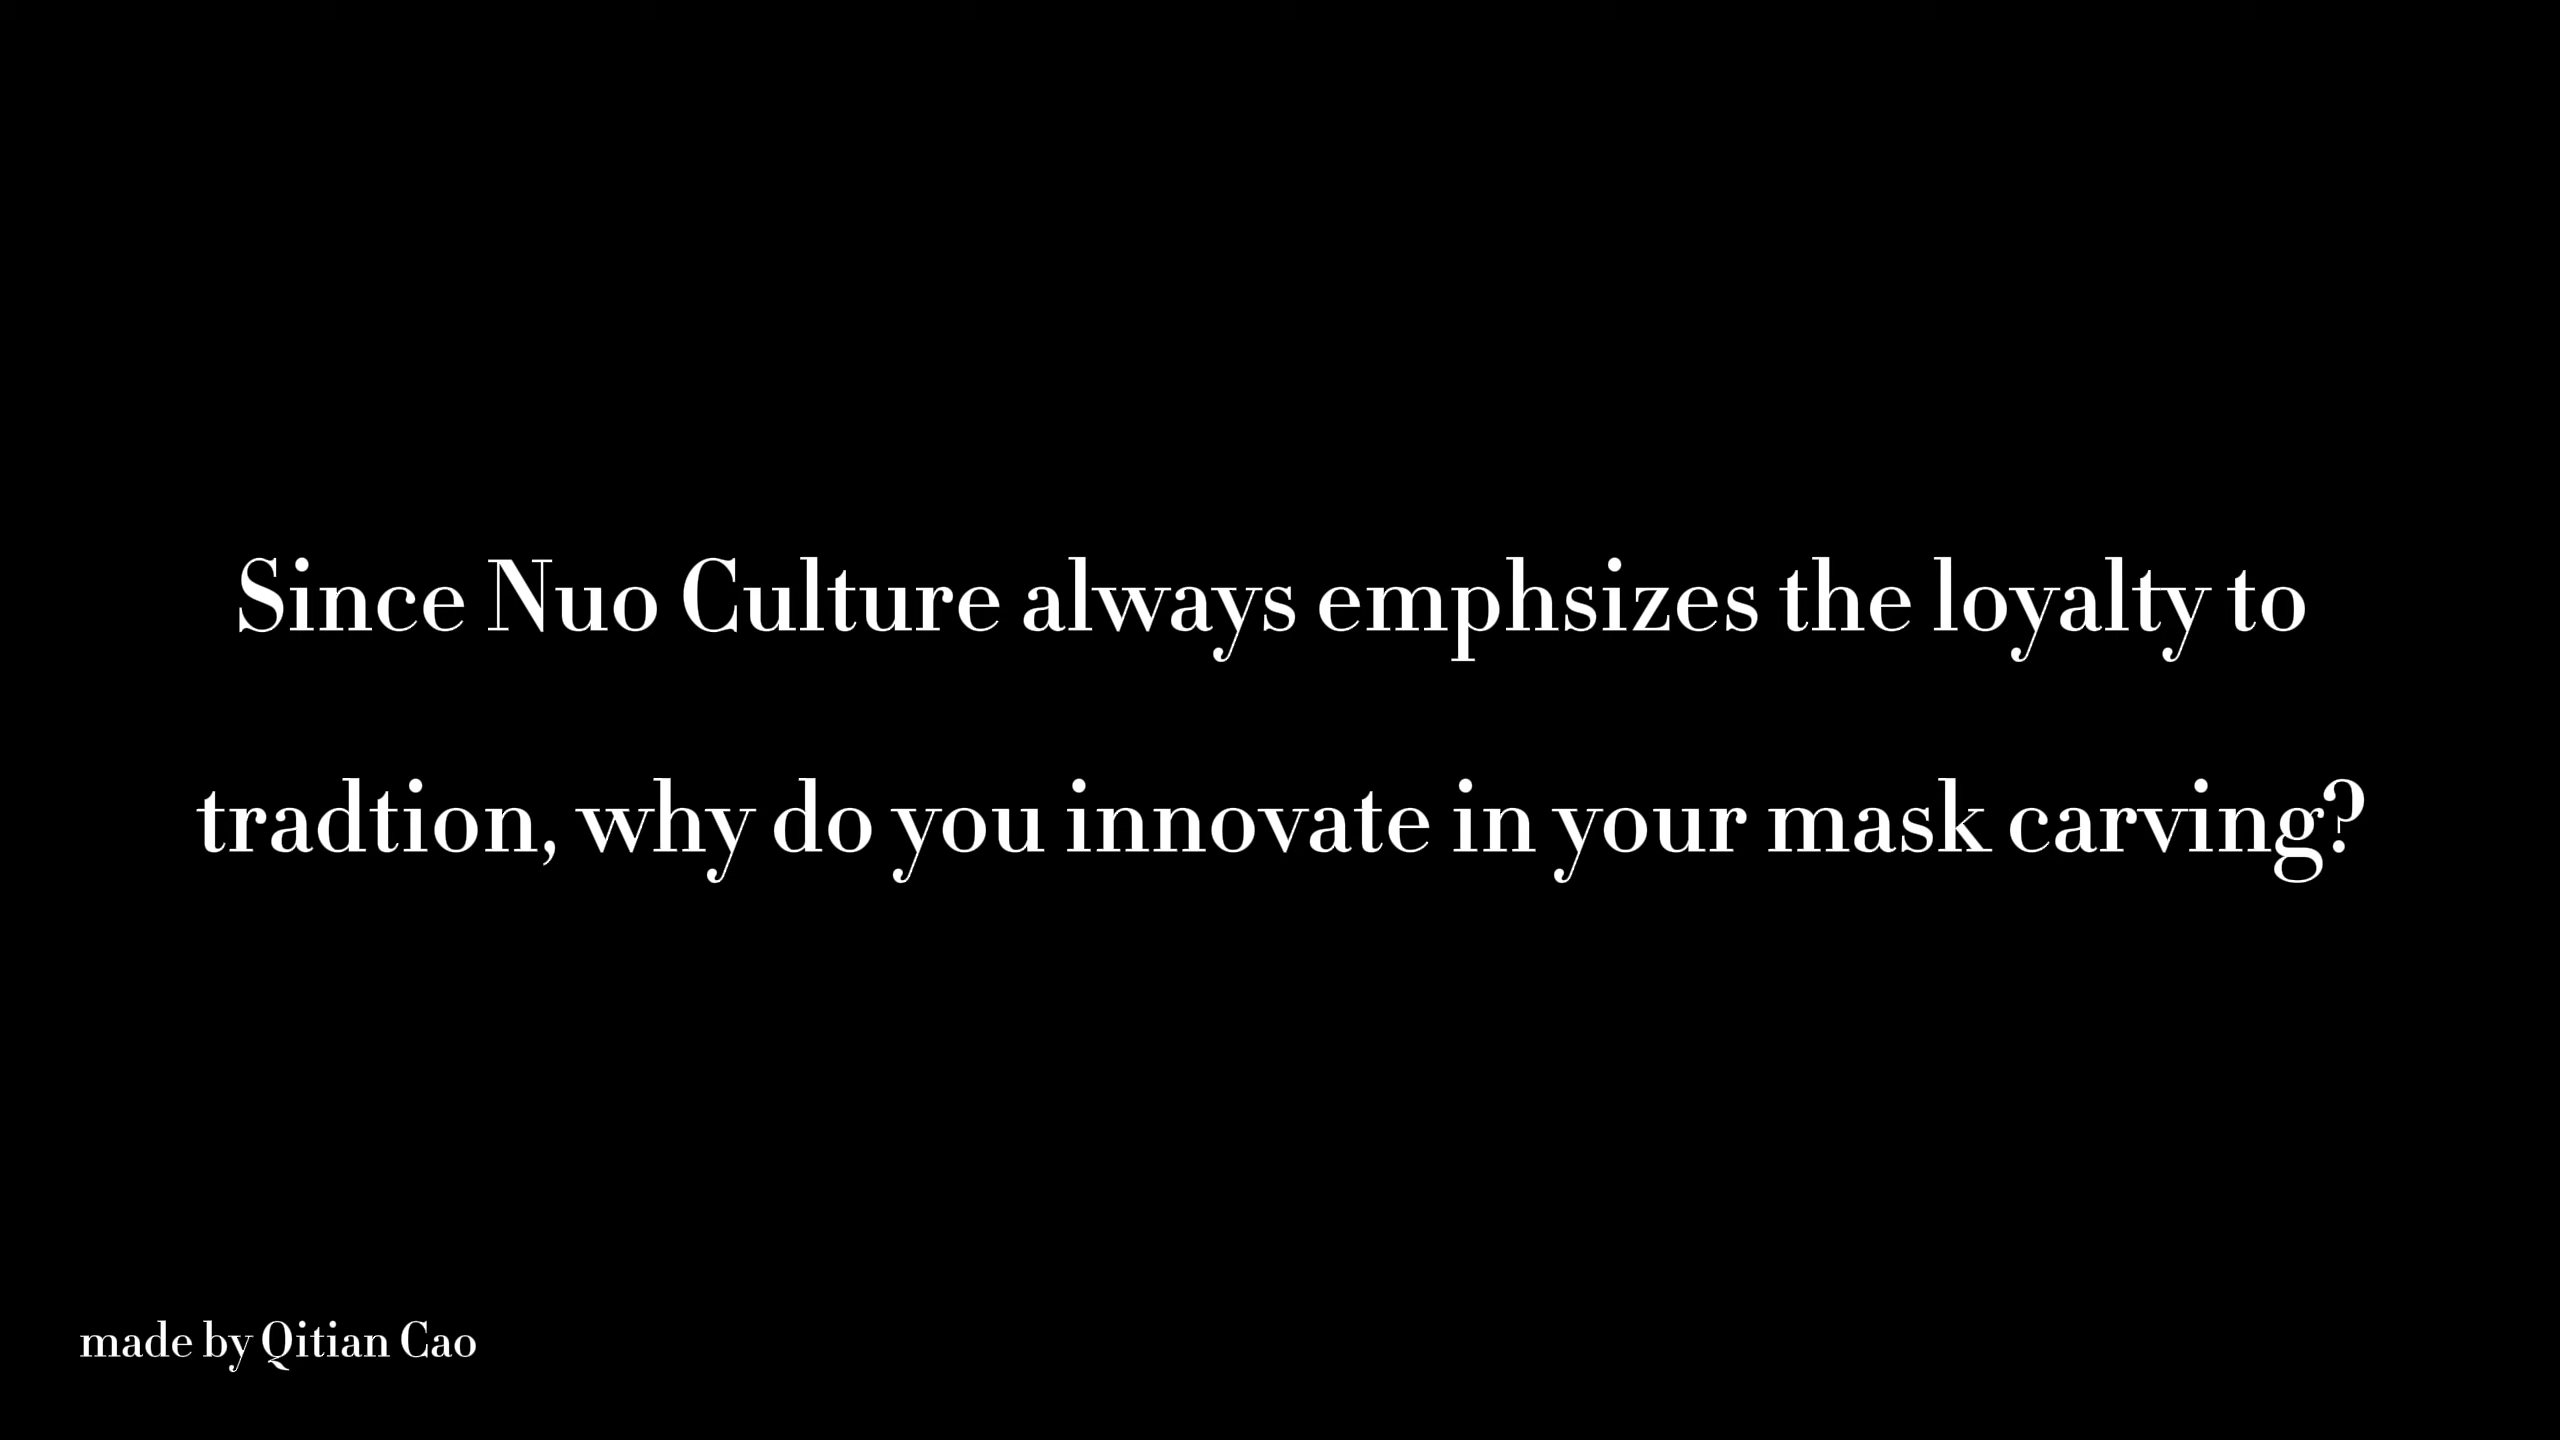 Since Nuo Culture always emphsizes the loyalty to
tradtion, why do you innovate in your mask carving?
made by Qitian Cao